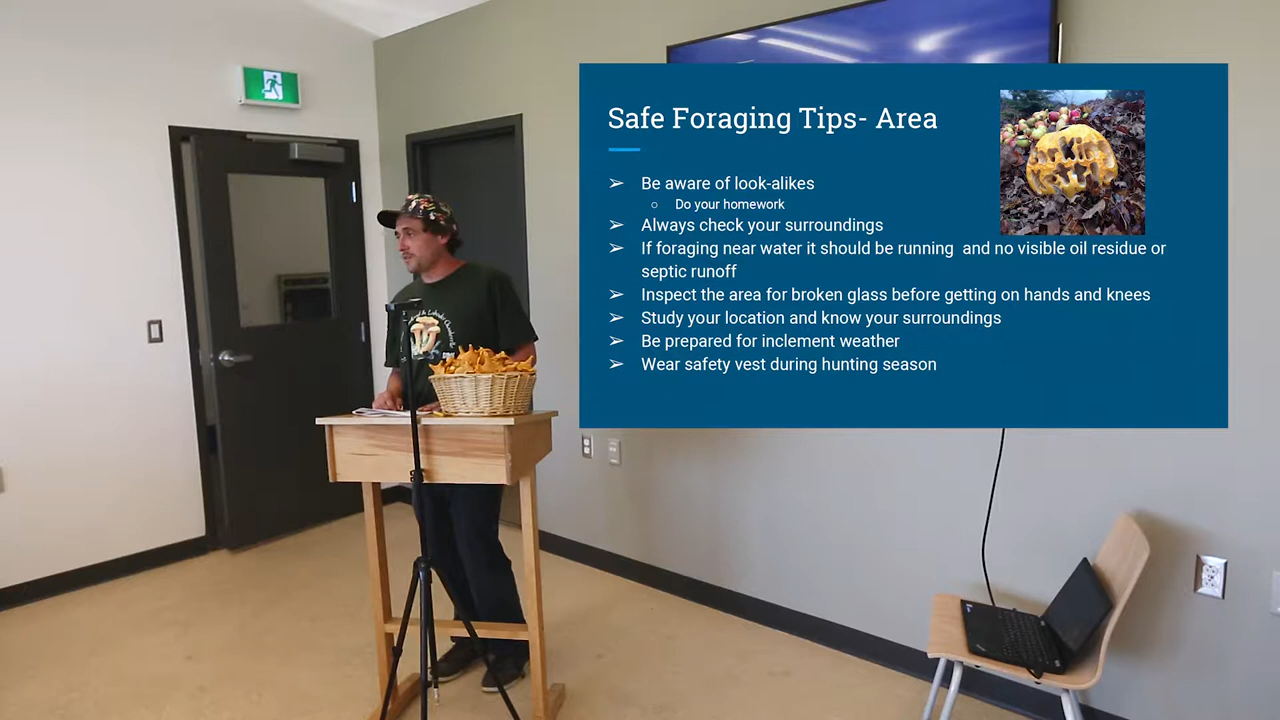 Safe Foraging Tips- Area
➢ Be aware of look-alikes
○ Do your homework
➢ Always check your surroundings
➢ If foraging near water it should be running and no visible oil residue or
septic runoff
➢ Inspect the area for broken glass before getting on hands and knees
➢ Study your location and know your surroundings
➢ Be prepared for inclement weather
➢ Wear safety vest during hunting season